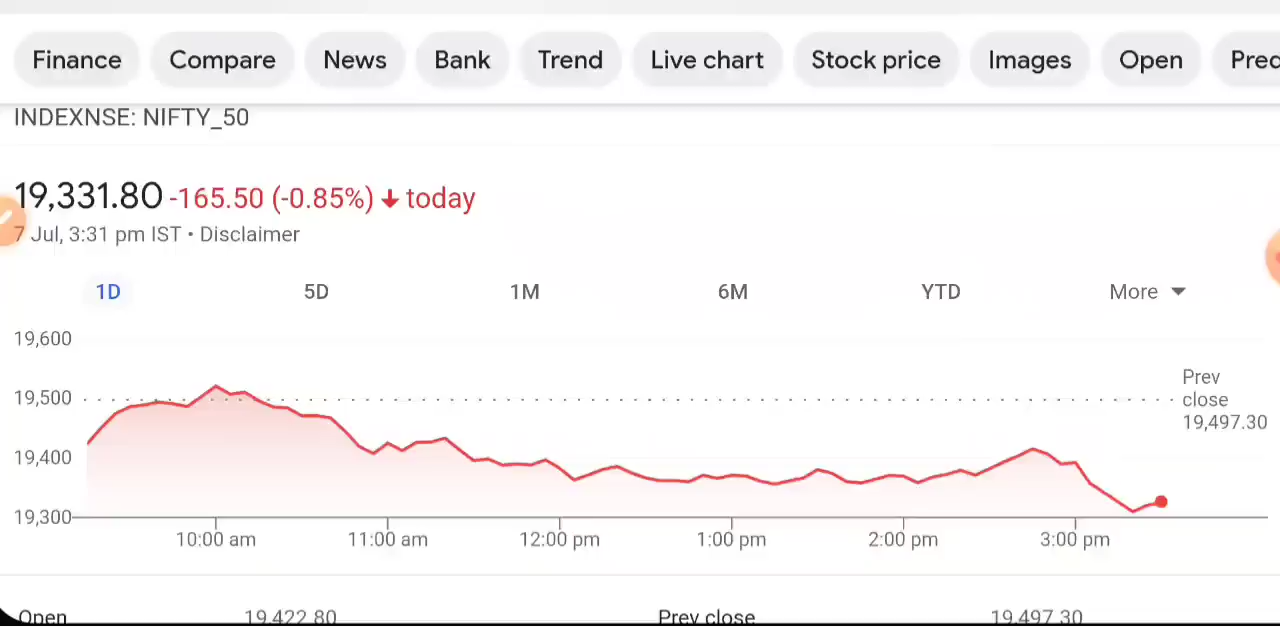 Finance Compare News Bank Trend Live chart Stock price Images Open
INDEXNSE: NIFTY_50
19,331.80 -165.50 (-0.85%) ↓ today
7 Jul, 3:31 pm IST • Disclaimer
1D 5D 1M 6M YTD More
19,600
19,500
19,400
19,300
Prev
close
19,497.30
10:00 am 11:00 am 12:00 pm 1:00 pm 2:00 pm 3:00 pm
Open 19,422.80 Prev close 19,497.30